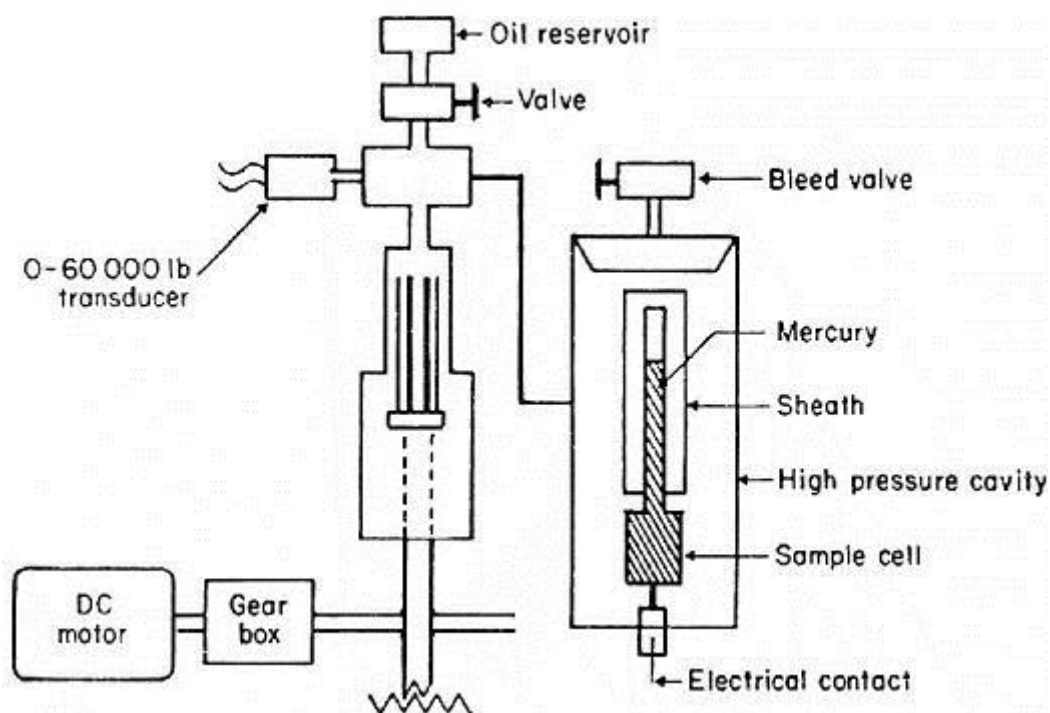 Oil reservoir
Valve
Bleed valve
0-60 000 lb
transducer
Mercury
Sheath
High pressure cavity
Sample cell
DC
motor
Gear
box
Electrical contact